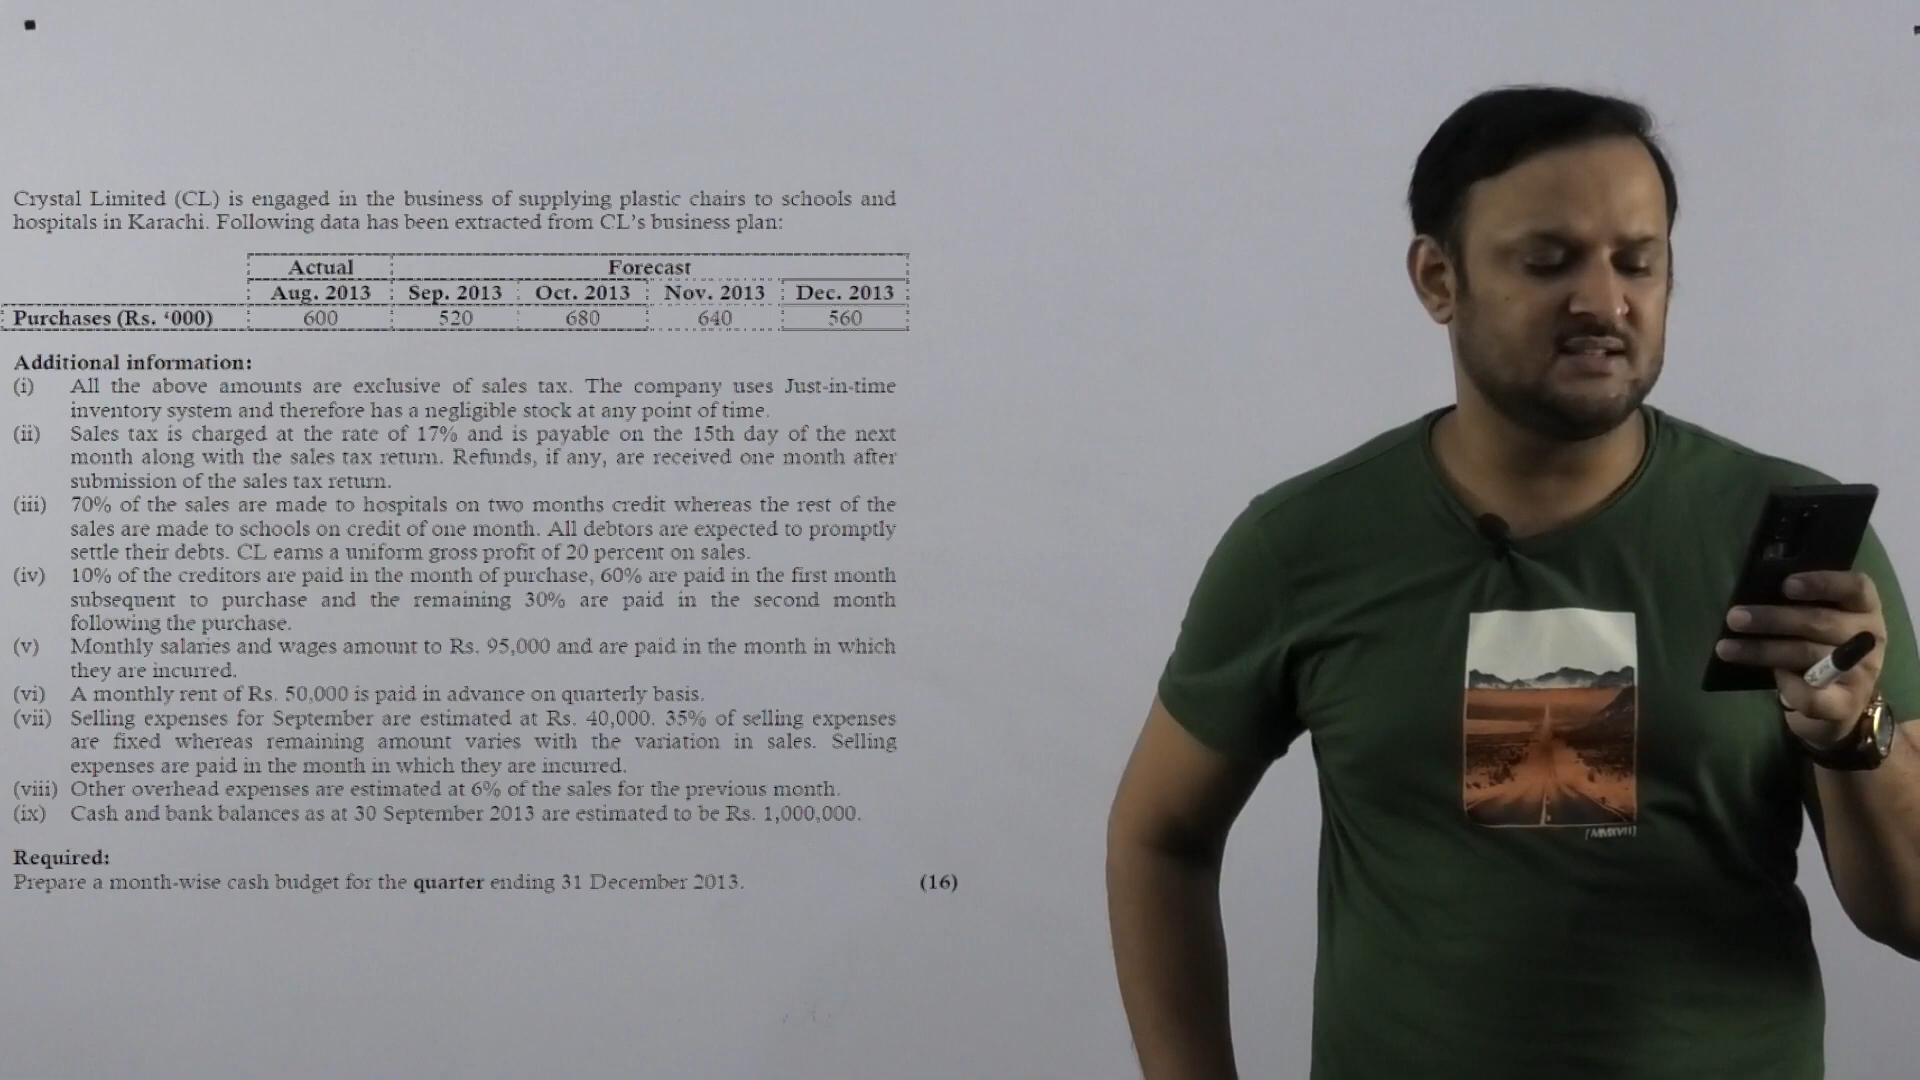 Crystal Limited (CL) is engaged in the business of supplying plastic chairs to schools and
hospitals in Karachi. Following data has been extracted from CL's business plan:
Actual Forecast
Aug. 2013 Sep. 2013 Oct. 2013 Nov. 2013 Dec. 2013
Purchases (Rs. '000) 600 520 680 640 560
Additional information:
(i) All the above amounts are exclusive of sales tax. The company uses Just-in-time
inventory system and therefore has a negligible stock at any point of time.
(ii) Sales tax is charged at the rate of 17% and is payable on the 15th day of the next
month along with the sales tax return. Refunds, if any, are received one month after
submission of the sales tax return.
(iii) 70% of the sales are made to hospitals on two months credit whereas the rest of the
sales are made to schools on credit of one month. All debtors are expected to promptly
settle their debts. CL earns a uniform gross profit of 20 percent on sales.
(iv) 10% of the creditors are paid in the month of purchase, 60% are paid in the first month
subsequent to purchase and the remaining 30% are paid in the second month
following the purchase.
(v) Monthly salaries and wages amount to Rs. 95,000 and are paid in the month in which
they are incurred.
(vi) A monthly rent of Rs. 50,000 is paid in advance on quarterly basis.
(vii) Selling expenses for September are estimated at Rs. 40,000. 35% of selling expenses
are fixed whereas remaining amount varies with the variation in sales. Selling
expenses are paid in the month in which they are incurred.
(viii) Other overhead expenses are estimated at 6% of the sales for the previous month.
(ix) Cash and bank balances as at 30 September 2013 are estimated to be Rs. 1,000,000.
Required:
Prepare a month-wise cash budget for the quarter ending 31 December 2013. (16)
[MMXVII]